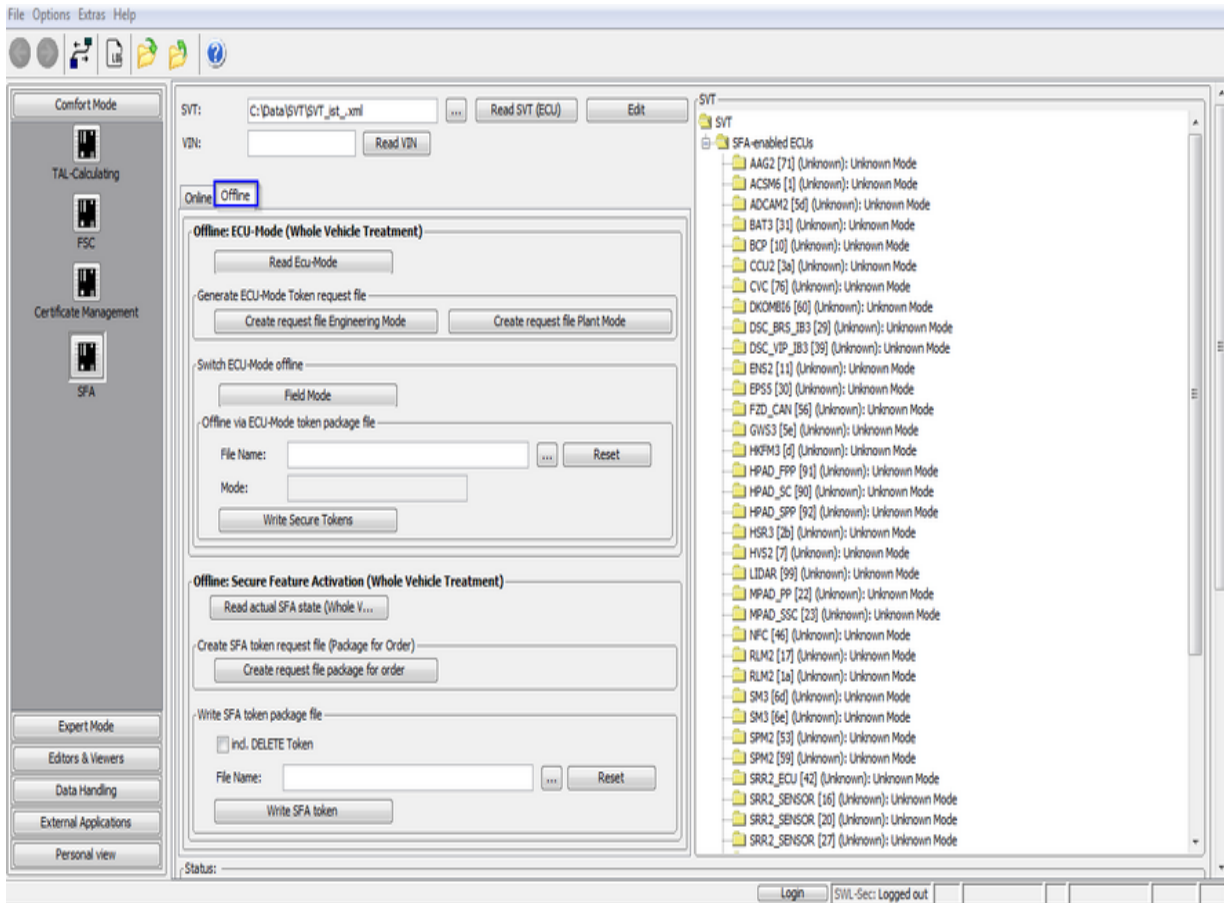 File Options Extras Help
Comfort Mode
TAL-Calculating
FSC
Certificate Management
SFA
Expert Mode
Editors & Viewers
Data Handling
External Applications
Personal view
SVT: C:\Data\SVT\SVT_ist_.xml ... Read SVT (ECU) Edit
VIN: Read VIN
Online Offline
Offline: ECU-Mode (Whole Vehicle Treatment)
Read Ecu-Mode
Generate ECU-Mode Token request file
Create request file Engineering Mode Create request file Plant Mode
Switch ECU-Mode offline
Field Mode
Offline via ECU-Mode token package file
File Name: ... Reset
Mode:
Write Secure Tokens
Offline: Secure Feature Activation (Whole Vehicle Treatment)
Read actual SFA state (Whole V...
Create SFA token request file (Package for Order)
Create request file package for order
Write SFA token package file
incl. DELETE Token
File Name: ... Reset
Write SFA token
Status:
SVT
SVT
SFA-enabled ECUs
AAG2 [71] (Unknown): Unknown Mode
ACSM6 [1] (Unknown): Unknown Mode
ADCAM2 [5d] (Unknown): Unknown Mode
BAT3 [31] (Unknown): Unknown Mode
BCP [10] (Unknown): Unknown Mode
CCU2 [3a] (Unknown): Unknown Mode
CVC [76] (Unknown): Unknown Mode
DKOMBI6 [60] (Unknown): Unknown Mode
DSC_BRS_IB3 [29] (Unknown): Unknown Mode
DSC_VIP_IB3 [39] (Unknown): Unknown Mode
ENS2 [11] (Unknown): Unknown Mode
EPS5 [30] (Unknown): Unknown Mode
FZD_CAN [56] (Unknown): Unknown Mode
GWS3 [5e] (Unknown): Unknown Mode
HKFM3 [d] (Unknown): Unknown Mode
HPAD_FPP [91] (Unknown): Unknown Mode
HPAD_SC [90] (Unknown): Unknown Mode
HPAD_SPP [92] (Unknown): Unknown Mode
HSR3 [2b] (Unknown): Unknown Mode
HVS2 [7] (Unknown): Unknown Mode
LIDAR [99] (Unknown): Unknown Mode
MPAD_PP [22] (Unknown): Unknown Mode
MPAD_SSC [23] (Unknown): Unknown Mode
NFC [46] (Unknown): Unknown Mode
RLM2 [17] (Unknown): Unknown Mode
RLM2 [1a] (Unknown): Unknown Mode
SM3 [6d] (Unknown): Unknown Mode
SM3 [6e] (Unknown): Unknown Mode
SPM2 [53] (Unknown): Unknown Mode
SPM2 [59] (Unknown): Unknown Mode
SRR2_ECU [42] (Unknown): Unknown Mode
SRR2_SENSOR [16] (Unknown): Unknown Mode
SRR2_SENSOR [20] (Unknown): Unknown Mode
SRR2_SENSOR [27] (Unknown): Unknown Mode
Login SWL-Sec: Logged out